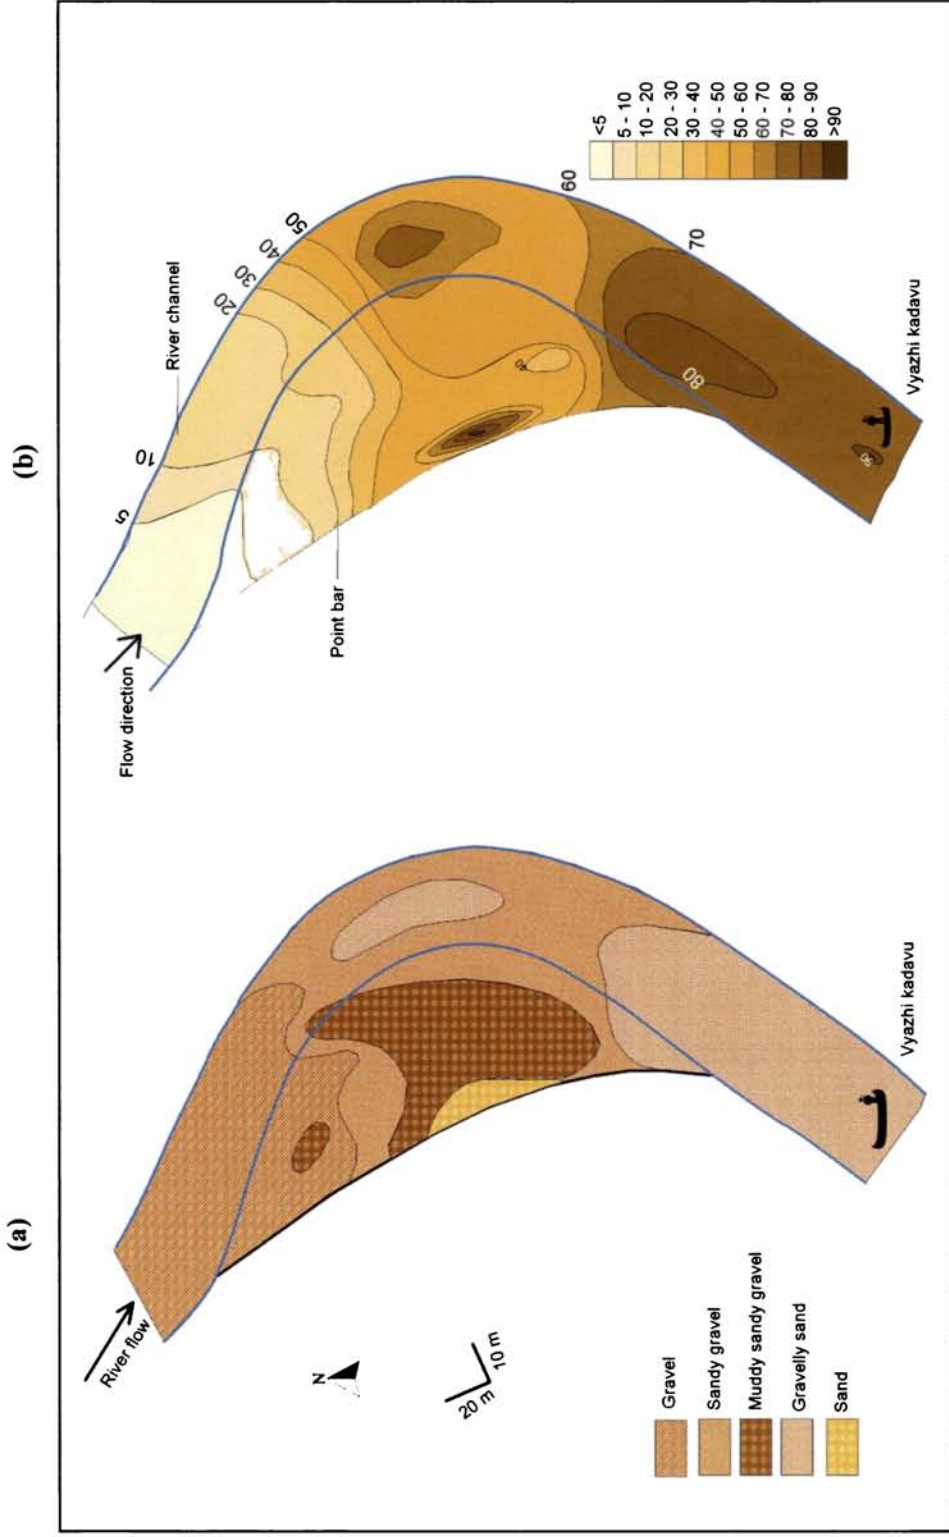 (a)
River flow
N
20 m
10 m
Gravel
Sandy gravel
Muddy sandy gravel
Gravelly sand
Sand
Vyazhi kadavu
(b)
Flow direction
River channel
Point bar
5
10
20
30
40
50
60
70
80
90
<5
5 - 10
10 - 20
20 - 30
30 - 40
40 - 50
50 - 60
60 - 70
70 - 80
80 - 90
>90
Vyazhi kadavu